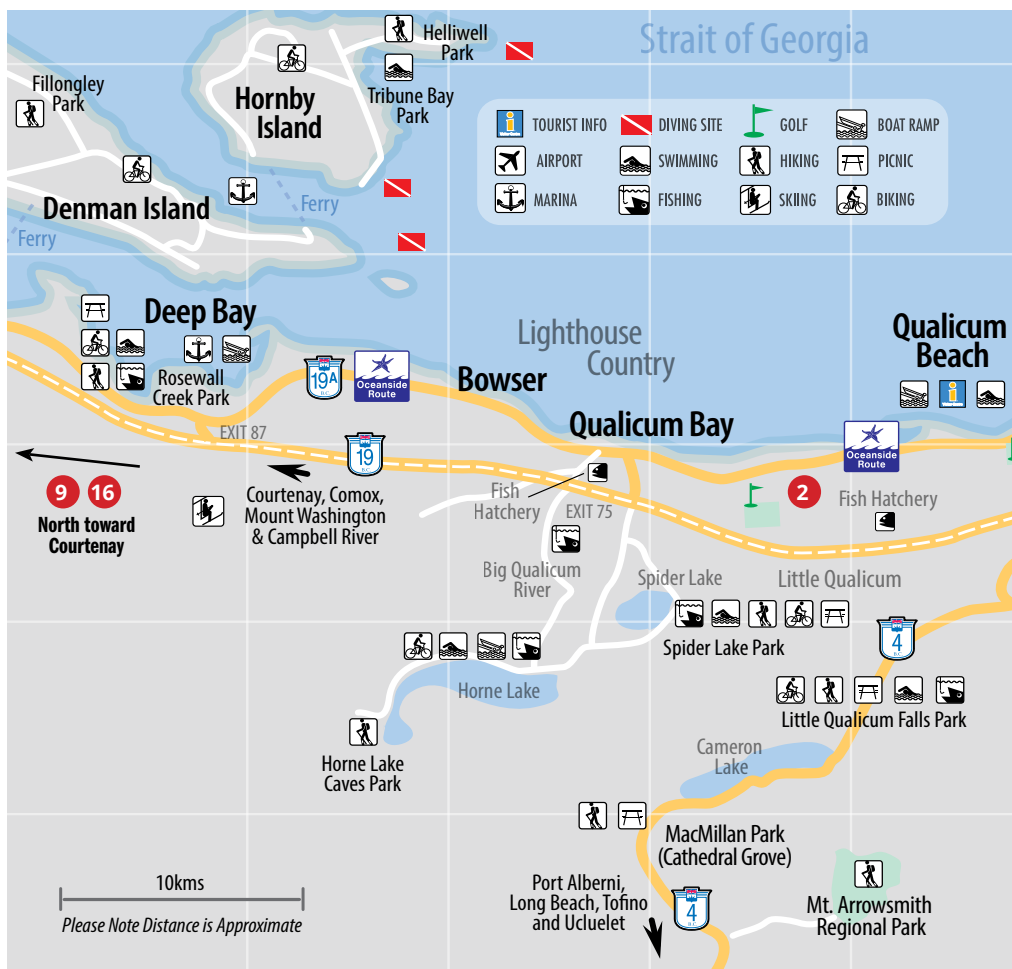 Strait of Georgia
Helliwell
Park
Tribune Bay
Park
Hornby
Island
Fillongley
Park
Denman Island
Ferry
Ferry
TOURIST INFO
DIVING SITE
GOLF
BOAT RAMP
AIRPORT
SWIMMING
HIKING
PICNIC
MARINA
FISHING
SKIING
BIKING
Deep Bay
Rosewall
Creek Park
19A
B.C.
Oceanside
Route
Lighthouse
Country
Bowser
Qualicum
Beach
Qualicum Bay
EXIT 87
19
B.C.
Oceanside
Route
9
16
North toward
Courtenay
Courtenay, Comox,
Mount Washington
& Campbell River
Fish
Hatchery
EXIT 75
2
Fish Hatchery
Big Qualicum
River
Spider Lake
Little Qualicum
Spider Lake Park
4
B.C.
Horne Lake
Little Qualicum Falls Park
Horne Lake
Caves Park
Cameron
Lake
MacMillan Park
(Cathedral Grove)
Port Alberni,
Long Beach, Tofino
and Ucluelet
4
B.C.
Mt. Arrowsmith
Regional Park
10kms
Please Note Distance is Approximate